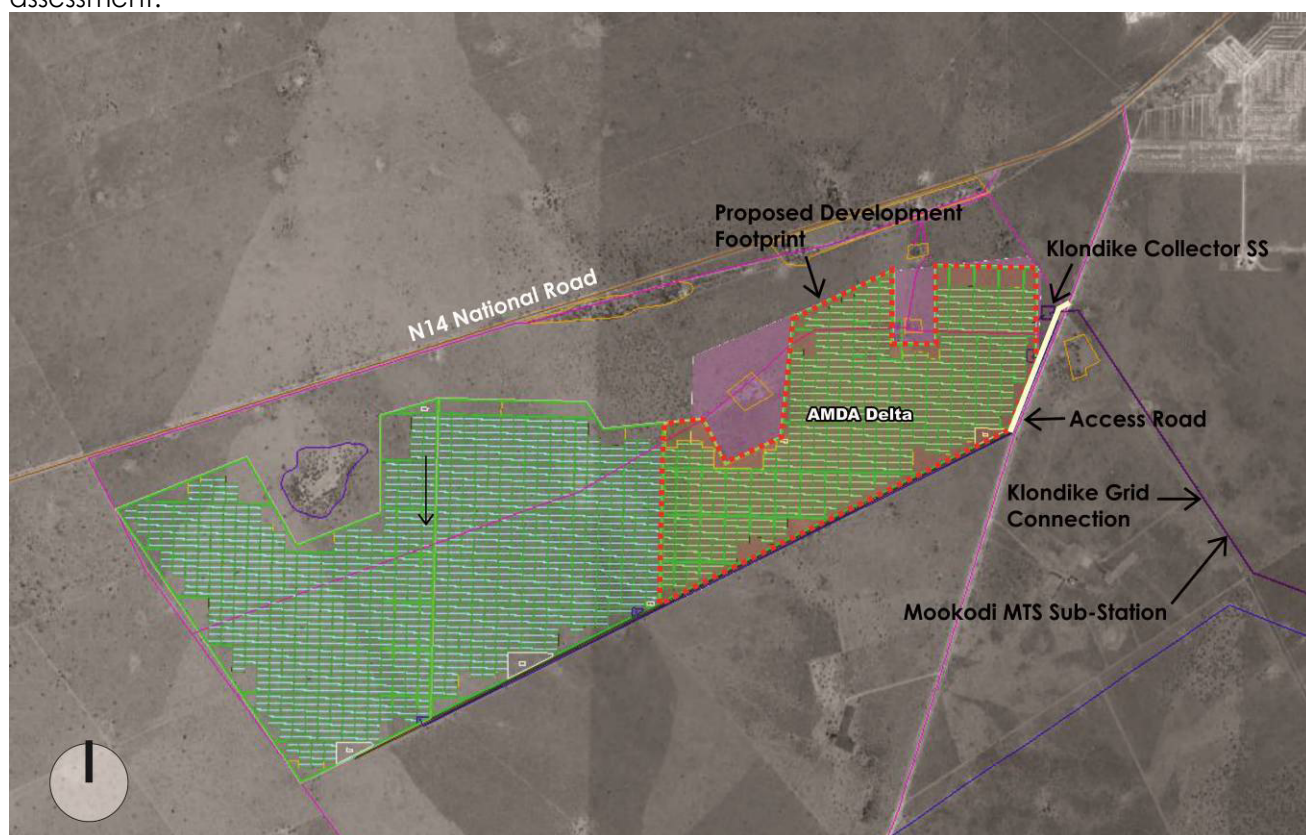 assessment.
Proposed Development
Footprint
Klondike Collector SS
N14 National Road
AMDA Delta
Access Road
Klondike Grid
Connection
Mookodi MTS Sub-Station